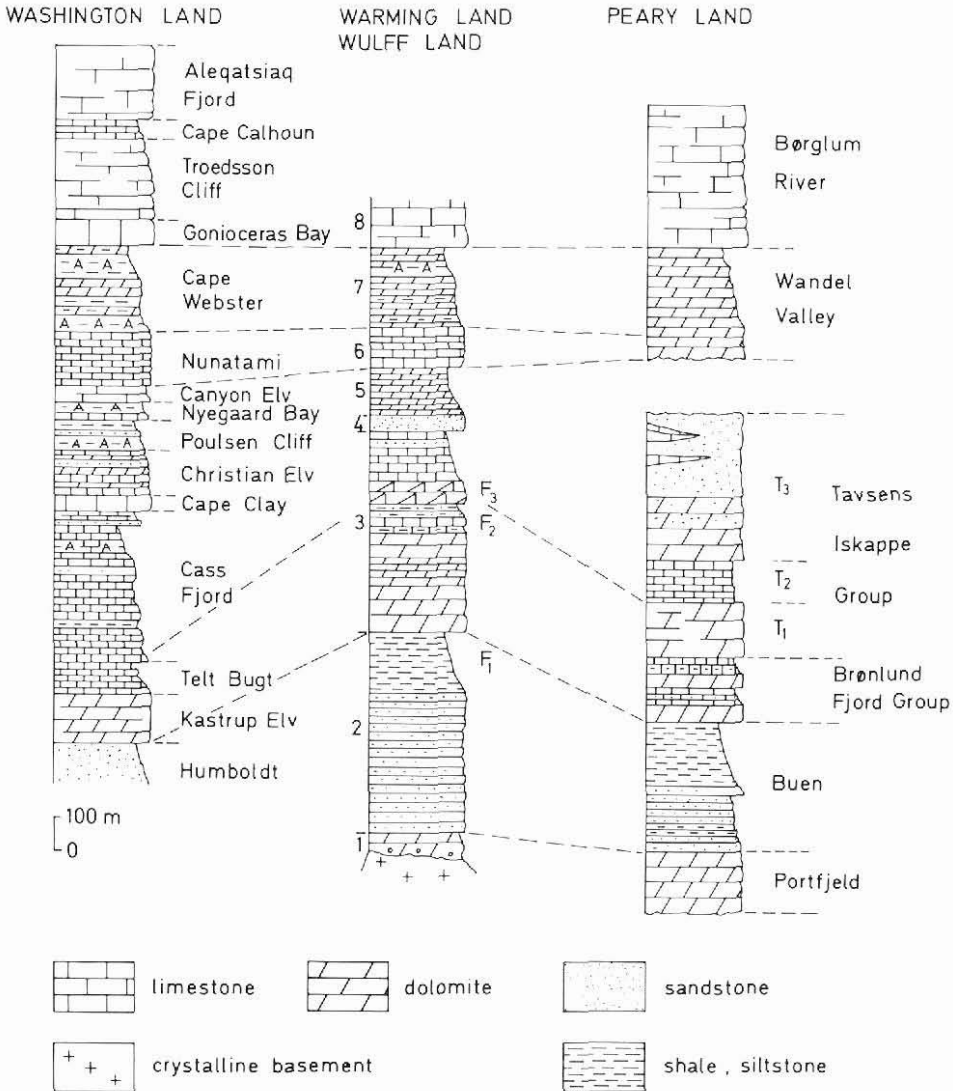 WASHINGTON LAND
Aleqatsiaq
Fjord
Cape Calhoun
Troedsson
Cliff
Gonioceras Bay
Cape
Webster
A A
A A A
Nunatami
Canyon Elv
A A
Nyegaard Bay
A A A
Poulsen Cliff
Christian Elv
Cape Clay
A A
Cass
Fjord
Telt Bugt
Kastrup Elv
Humboldt
100 m
0
WARMING LAND
WULFF LAND
8
A A
7
6
5
4
F3
3
F2
F1
2
1
PEARY LAND
Børglum
River
Wandel
Valley
T3
Tavsens
Iskappe
T2
Group
T1
Brønlund
Fjord Group
Buen
Portfjeld
limestone
dolomite
sandstone
crystalline basement
shale, siltstone